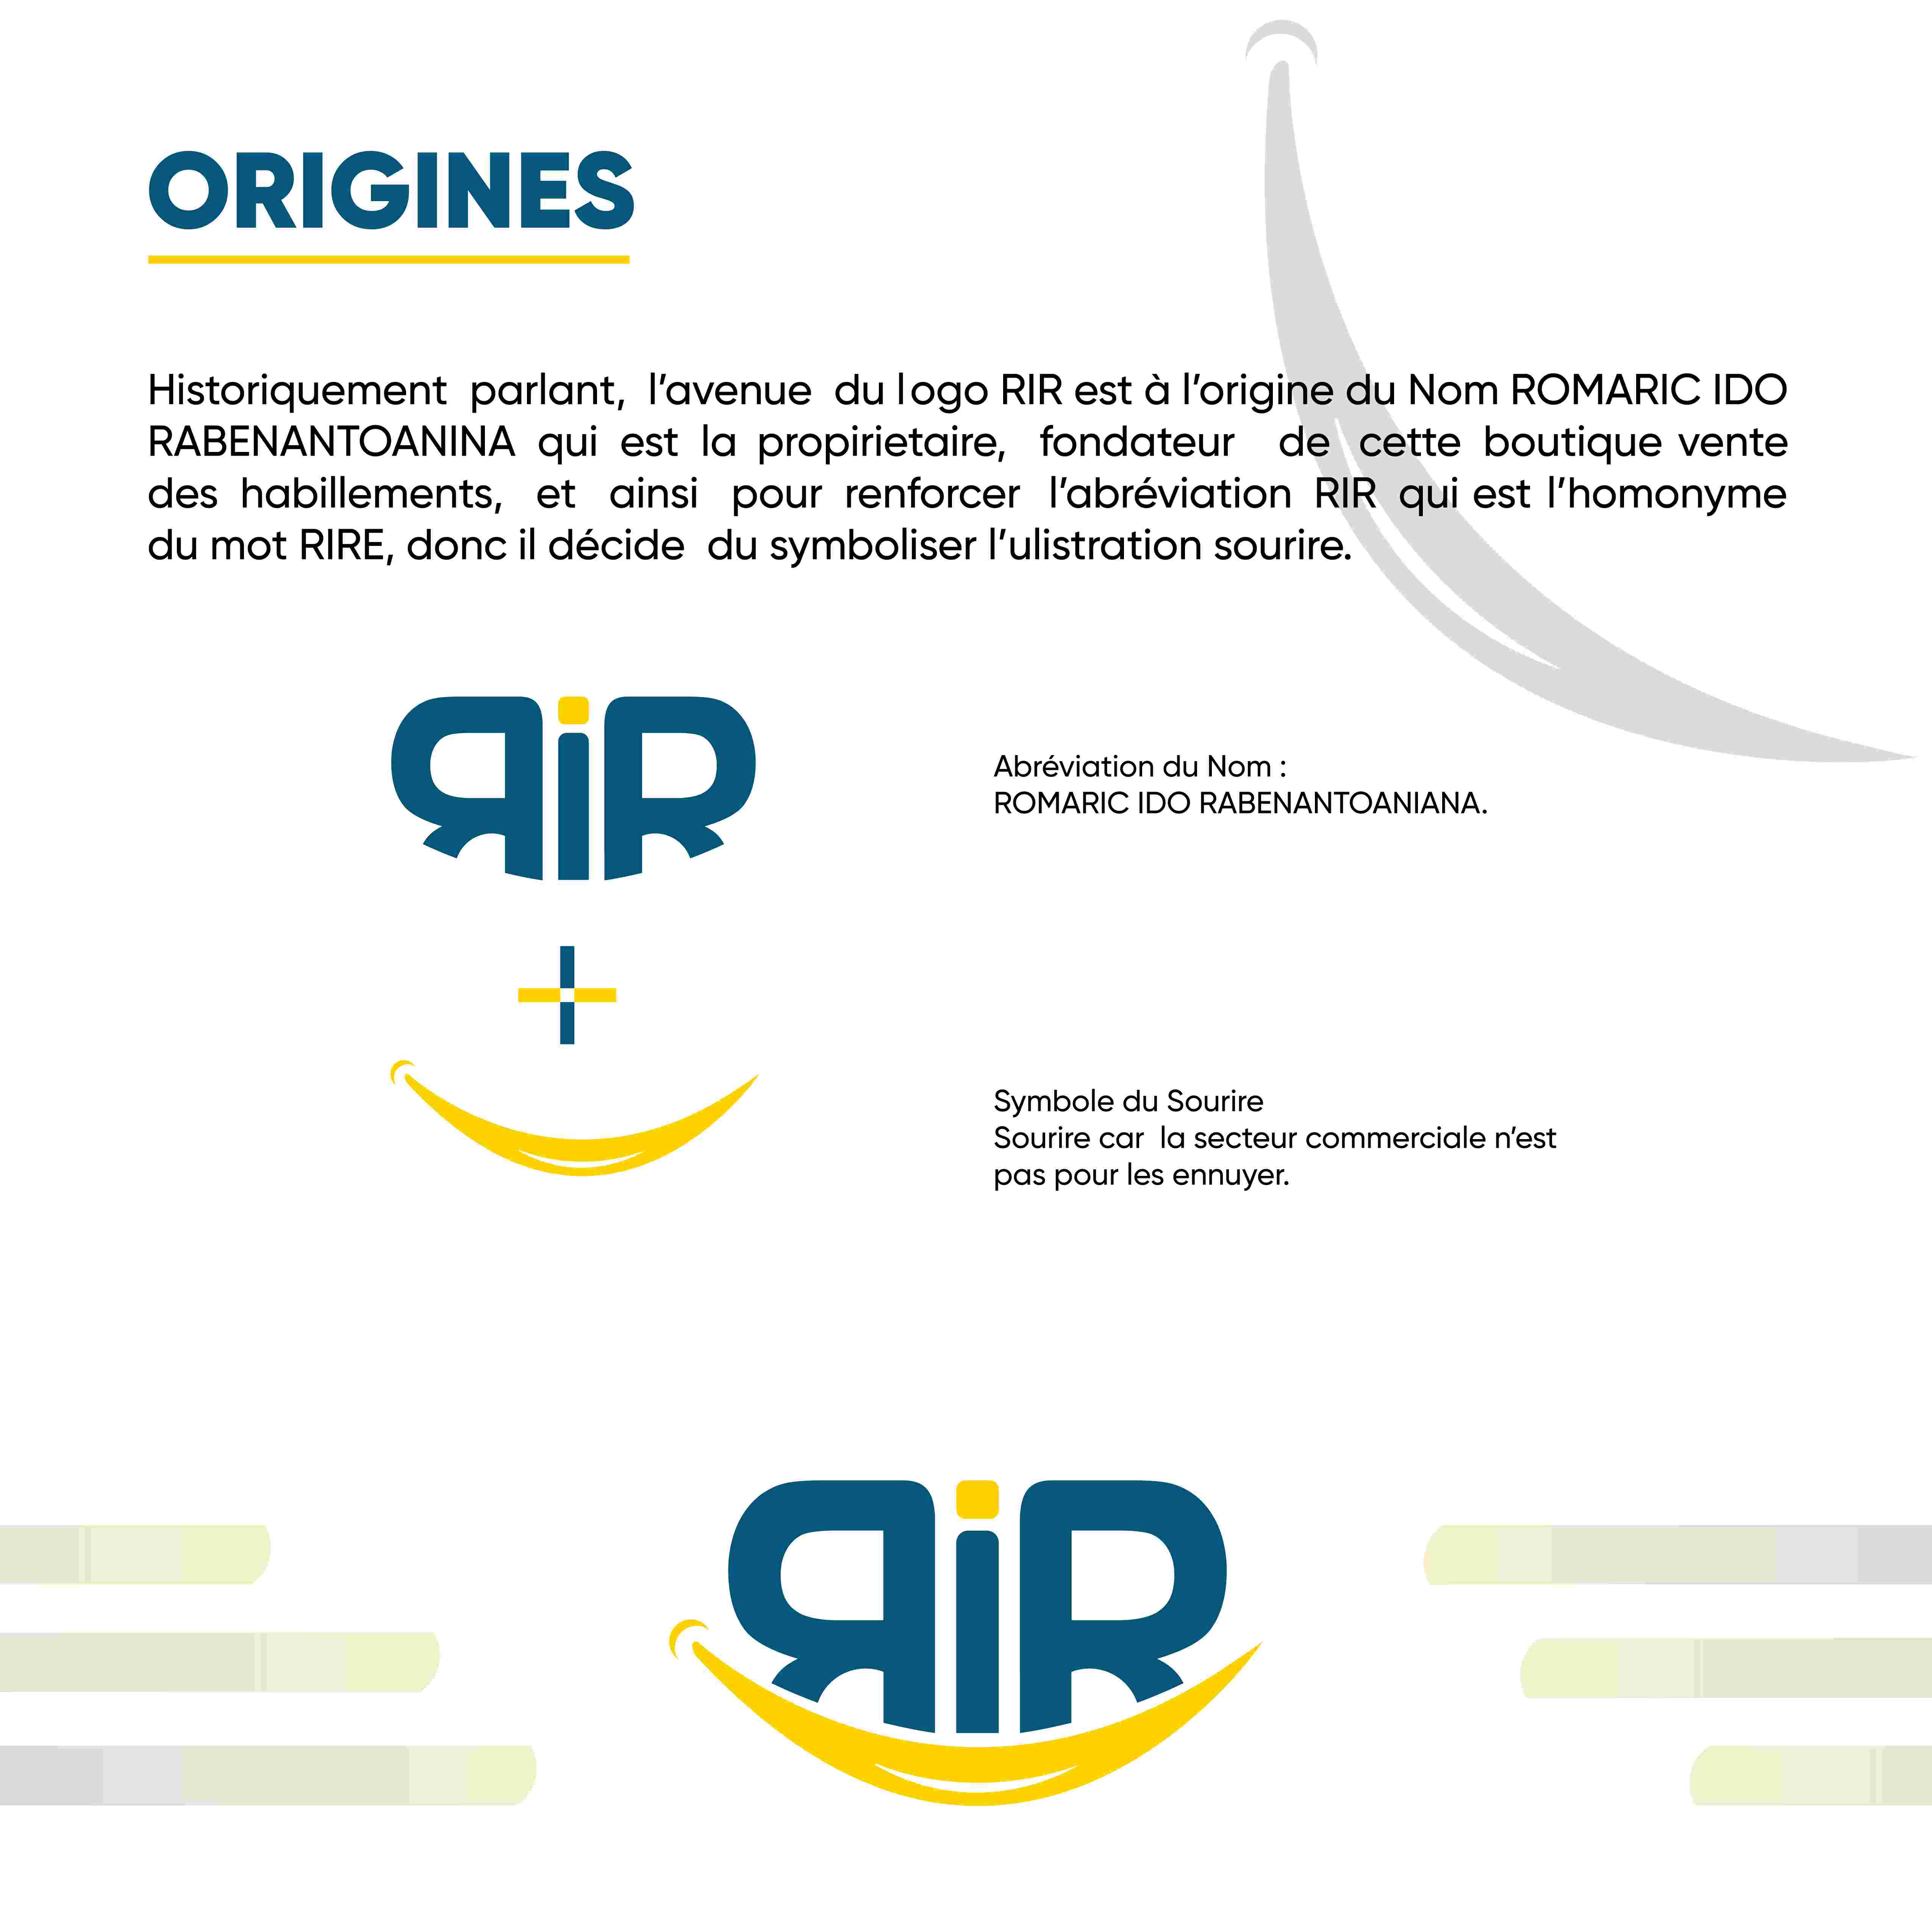 ORIGINES
Historiquement parlant, l'avenue du logo RIR est à l'origine du Nom ROMARIC IDO
RABENANTOANINA qui est la propirietaire, fondateur de cette boutique vente
des habillements, et ainsi pour renforcer l'abréviation RIR qui est l'homonyme
du mot RIRE, donc il décide du symboliser l'ulistration sourire.
RiR
Abréviation du Nom :
ROMARIC IDO RABENANTOANIANA.
+
Symbole du Sourire
Sourire car la secteur commerciale n'est
pas pour les ennuyer.
RiR